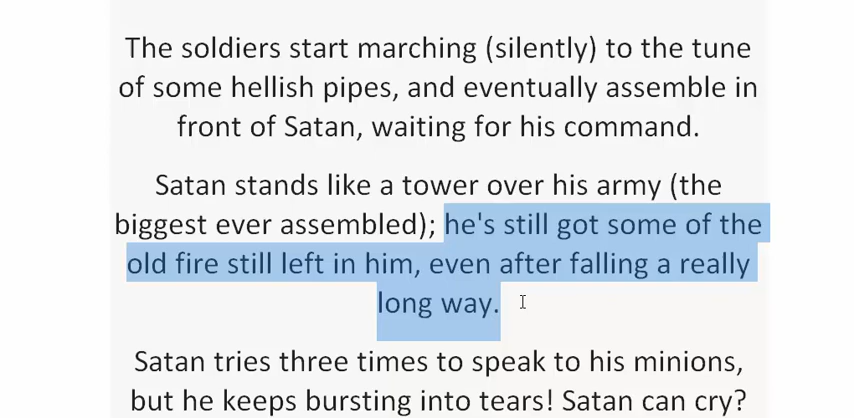 The soldiers start marching (silently) to the tune
of some hellish pipes, and eventually assemble in
front of Satan, waiting for his command.
Satan stands like a tower over his army (the
biggest ever assembled); he's still got some of the
old fire still left in him, even after falling a really
long way.
Satan tries three times to speak to his minions,
but he keeps bursting into tears! Satan can cry?